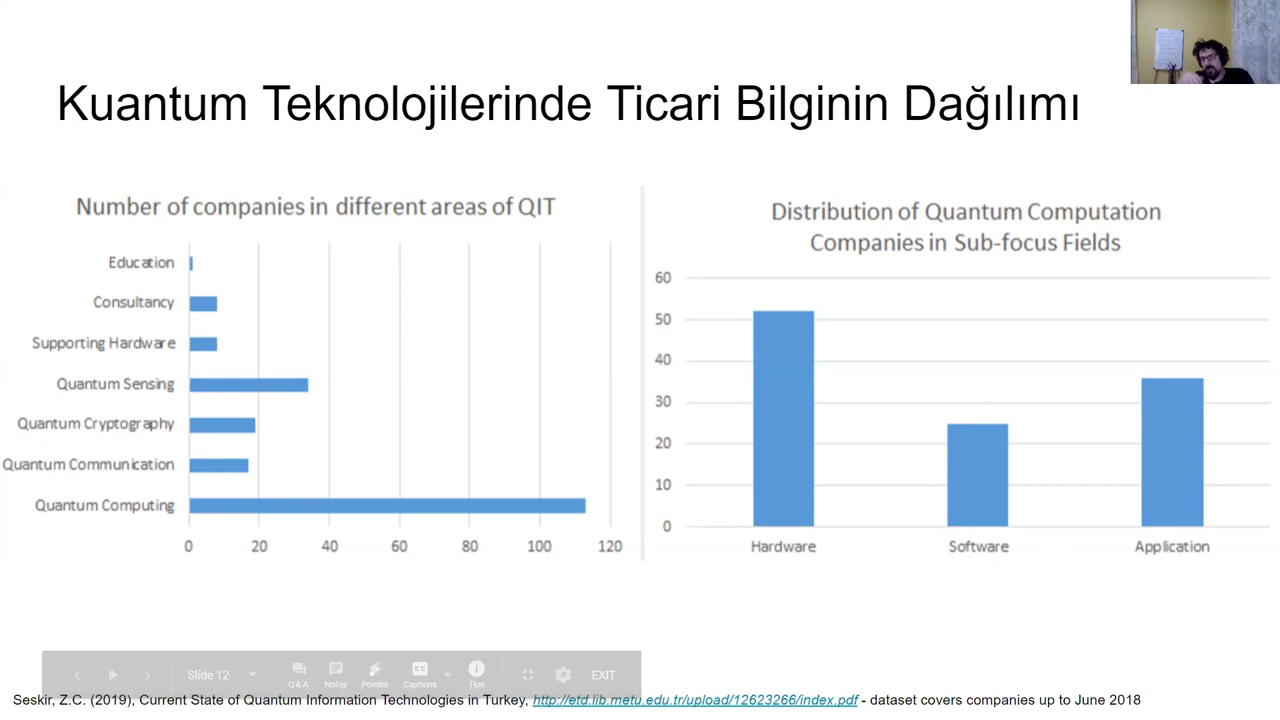 Kuantum Teknolojilerinde Ticari Bilginin Dağılımı
Number of companies in different areas of QIT
Education
Consultancy
Supporting Hardware
Quantum Sensing
Quantum Cryptography
Quantum Communication
Quantum Computing
0 20 40 60 80 100 120
Distribution of Quantum Computation
Companies in Sub-focus Fields
60
50
40
30
20
10
0
Hardware Software Application
Slide 12
Q & A Notes Pointer Captions Tips EXIT
Seskir, Z.C. (2019), Current State of Quantum Information Technologies in Turkey, http://etd.lib.metu.edu.tr/upload/12623266/index.pdf - dataset covers companies up to June 2018